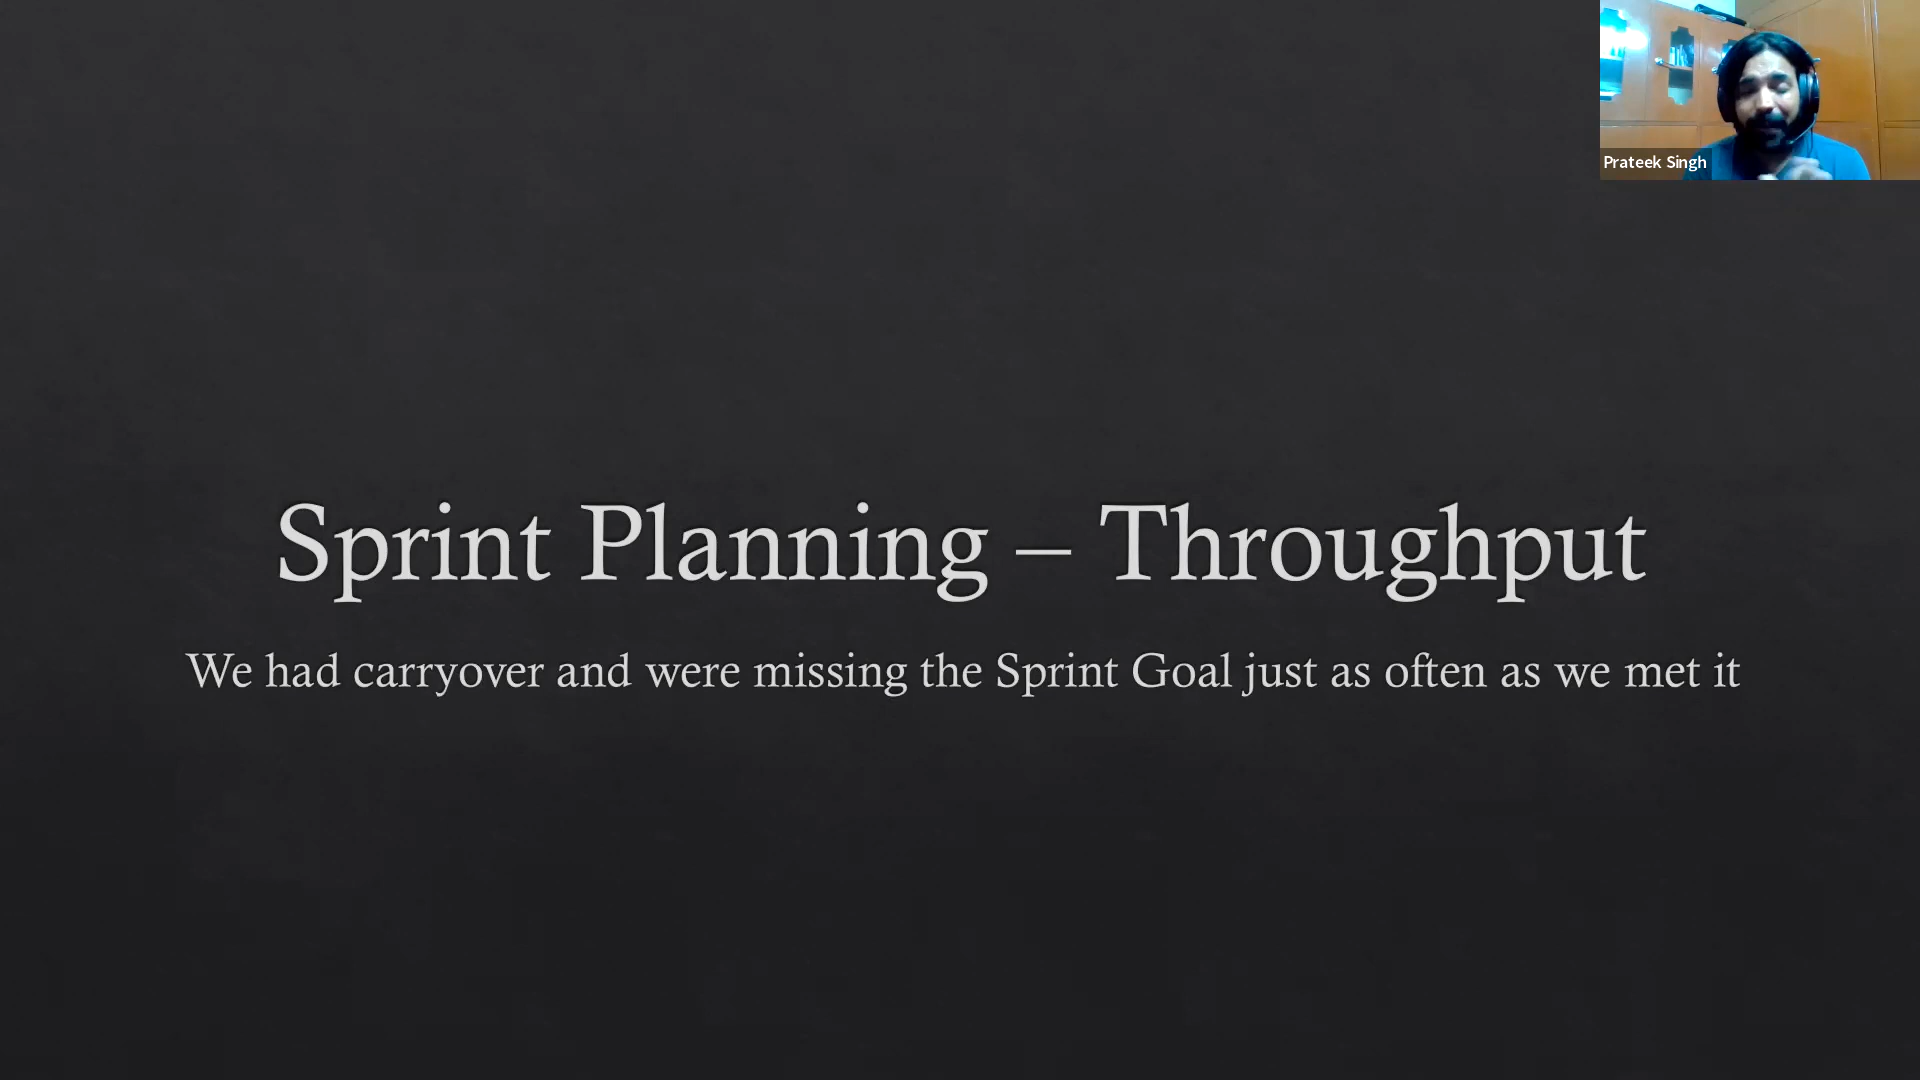 Prateek Singh
Sprint Planning – Throughput
We had carryover and were missing the Sprint Goal just as often as we met it